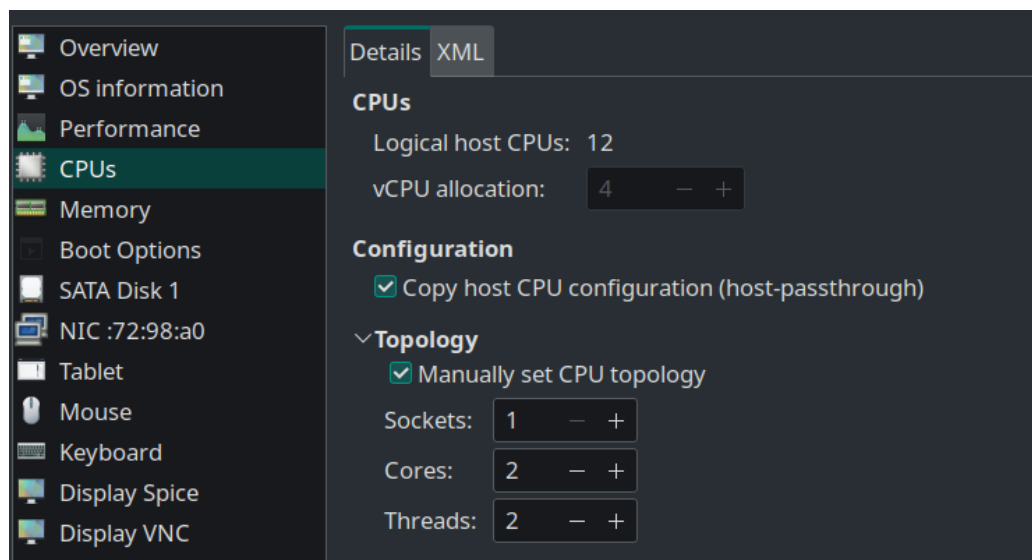 Overview
OS information
Performance
CPUs
Memory
Boot Options
SATA Disk 1
NIC :72:98:a0
Tablet
Mouse
Keyboard
Display Spice
Display VNC
Details XML
CPUs
Logical host CPUs: 12
vCPU allocation: 4 − +
Configuration
Copy host CPU configuration (host-passthrough)
Topology
Manually set CPU topology
Sockets: 1 − +
Cores: 2 − +
Threads: 2 − +